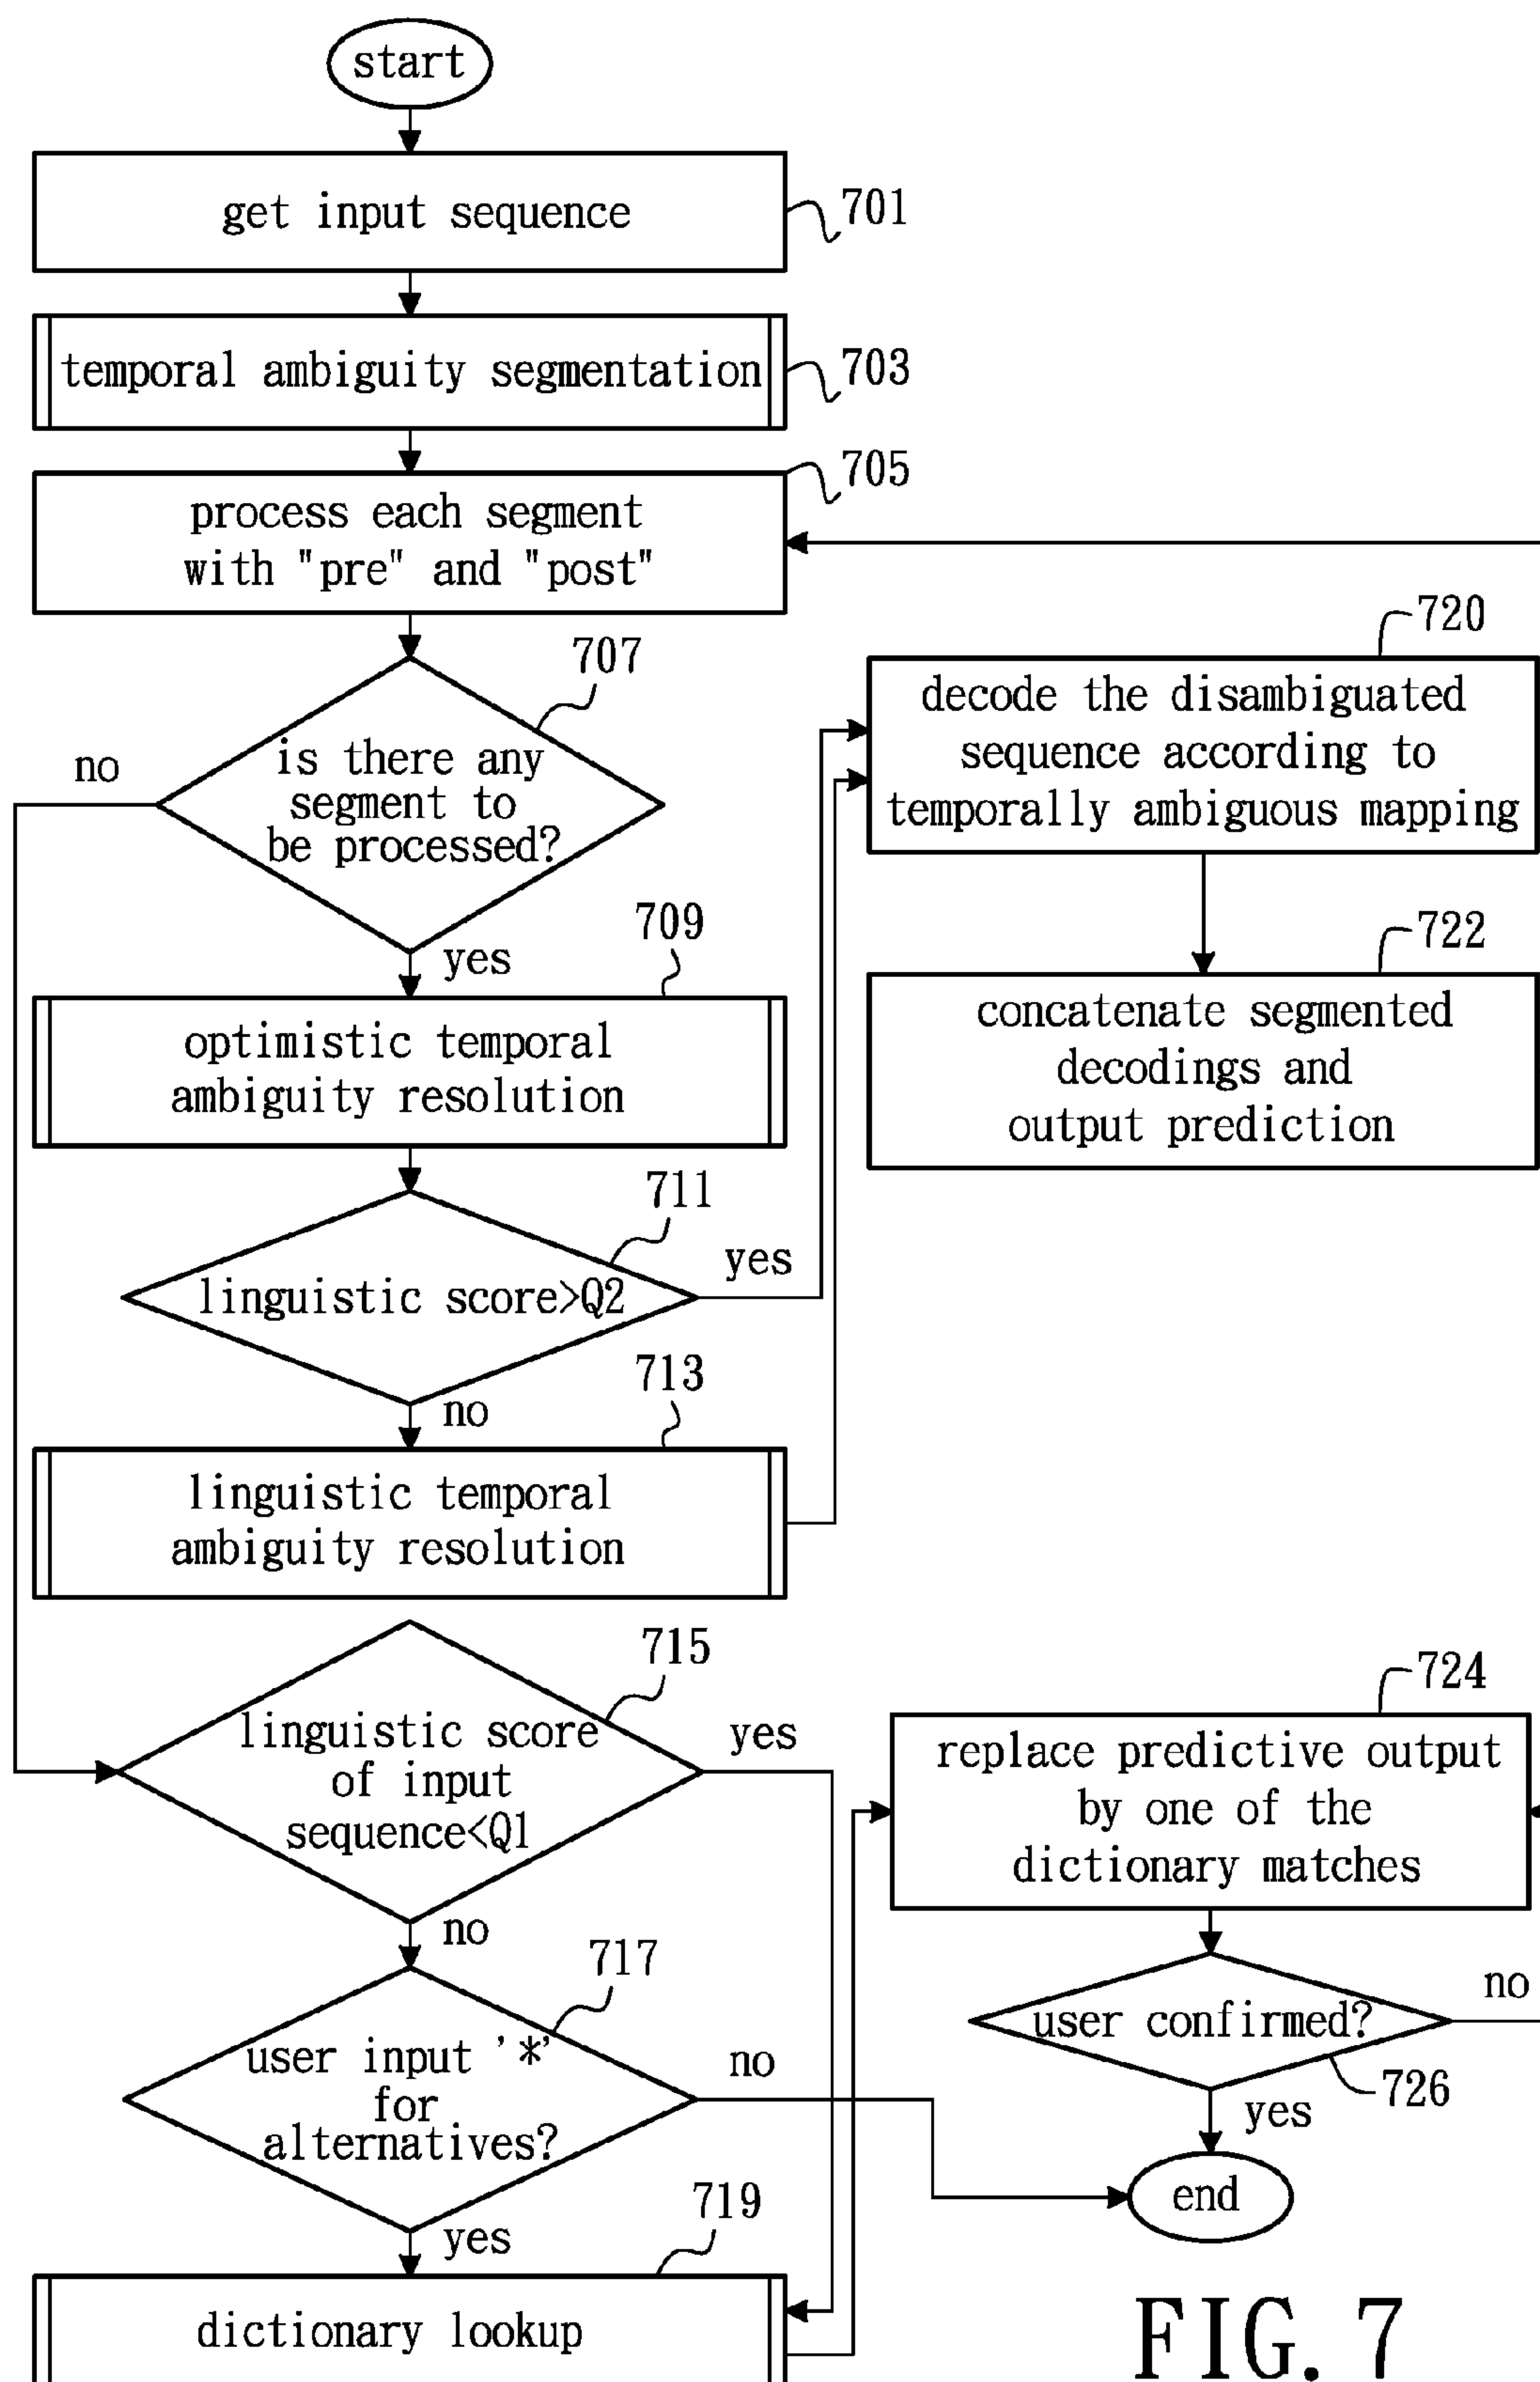 start
get input sequence
701
temporal ambiguity segmentation
703
process each segment
with "pre" and "post"
705
707
is there any
segment to
be processed?
no
yes
709
optimistic temporal
ambiguity resolution
711
linguistic score>Q2
yes
no
713
linguistic temporal
ambiguity resolution
715
linguistic score
of input
sequence<Q1
yes
no
717
user input '*'
for
alternatives?
no
yes
719
dictionary lookup
720
decode the disambiguated
sequence according to
temporally ambiguous mapping
722
concatenate segmented
decodings and
output prediction
724
replace predictive output
by one of the
dictionary matches
user confirmed?
no
726
yes
end
FIG. 7